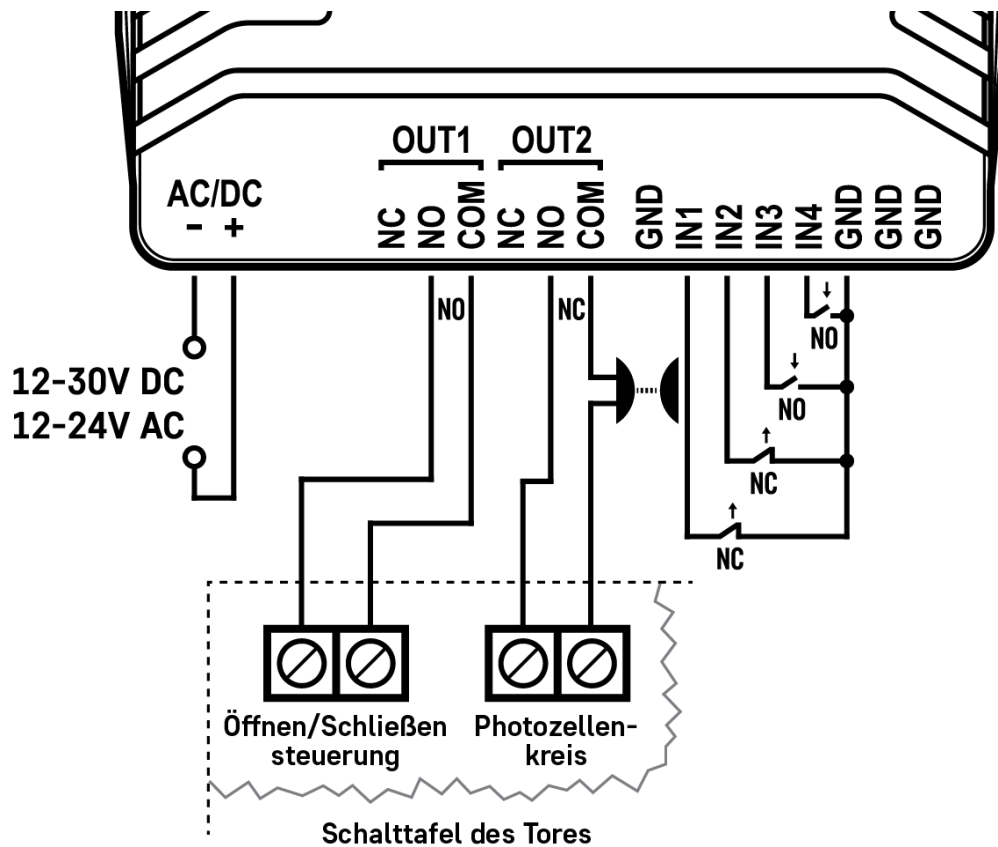 OUT1 OUT2
AC/DC
- +
NC NO COM NC NO COM GND IN1 IN2 IN3 IN4 GND GND GND
NO NC
NO
NO
NC
NC
12-30V DC
12-24V AC
Öffnen/Schließen
steuerung
Photozellen-
kreis
Schalttafel des Tores